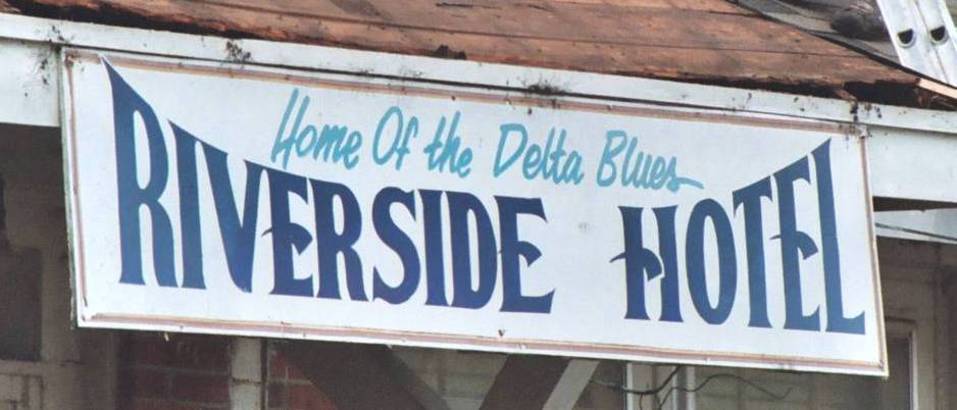 Home Of the Delta Blues
RIVERSIDE HOTEL